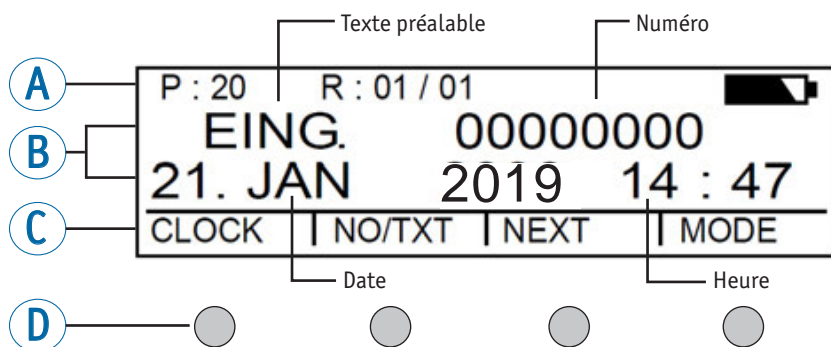 Texte préalable Numéro
A P : 20 R : 01 / 01
B EING. 00000000
21. JAN 2019 14 : 47
C CLOCK NO/TXT NEXT MODE
Date Heure
D